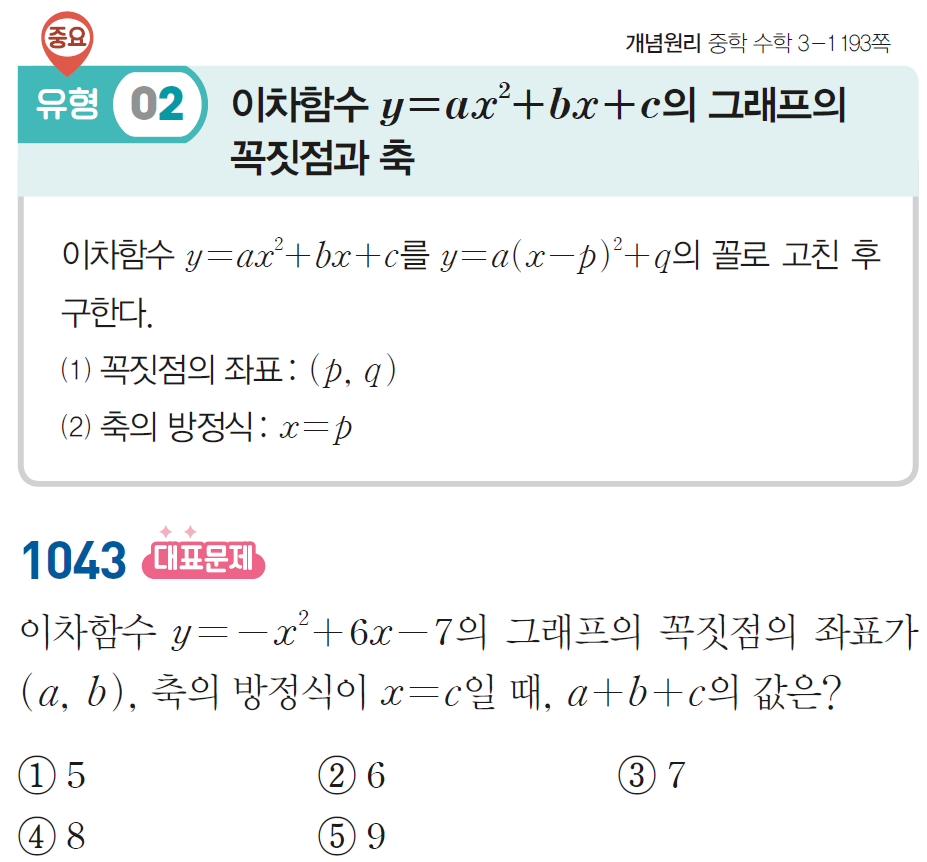 중요
개념원리 중학 수학 3-1 193쪽
유형 02 이차함수 y=ax²+bx+c의 그래프의
꼭짓점과 축
이차함수 y=ax²+bx+c를 y=a(x-p)²+q의 꼴로 고친 후
구한다.
⑴ 꼭짓점의 좌표: (p, q)
⑵ 축의 방정식: x=p
1043 대표문제
이차함수 y=-x²+6x-7의 그래프의 꼭짓점의 좌표가
(a, b), 축의 방정식이 x=c일 때, a+b+c의 값은?
① 5 ② 6 ③ 7
④ 8 ⑤ 9